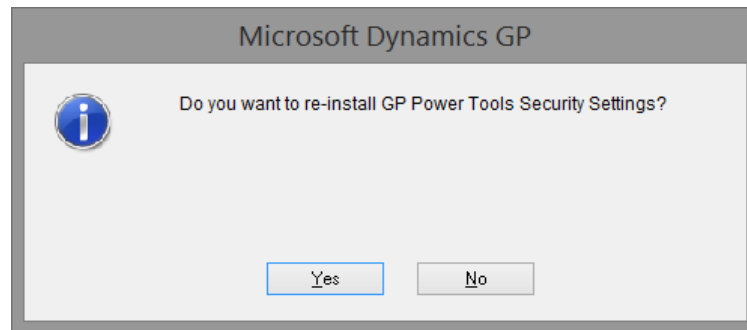 Microsoft Dynamics GP
Do you want to re-install GP Power Tools Security Settings?
Yes
No